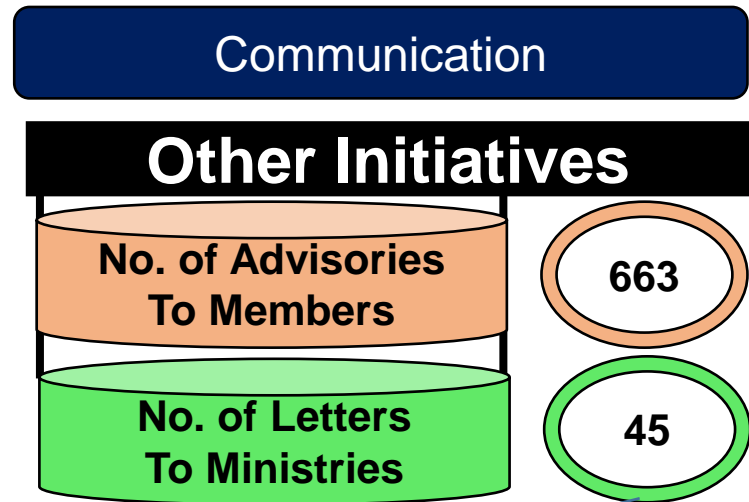 Communication
Other Initiatives
No. of Advisories
To Members
663
No. of Letters
To Ministries
45